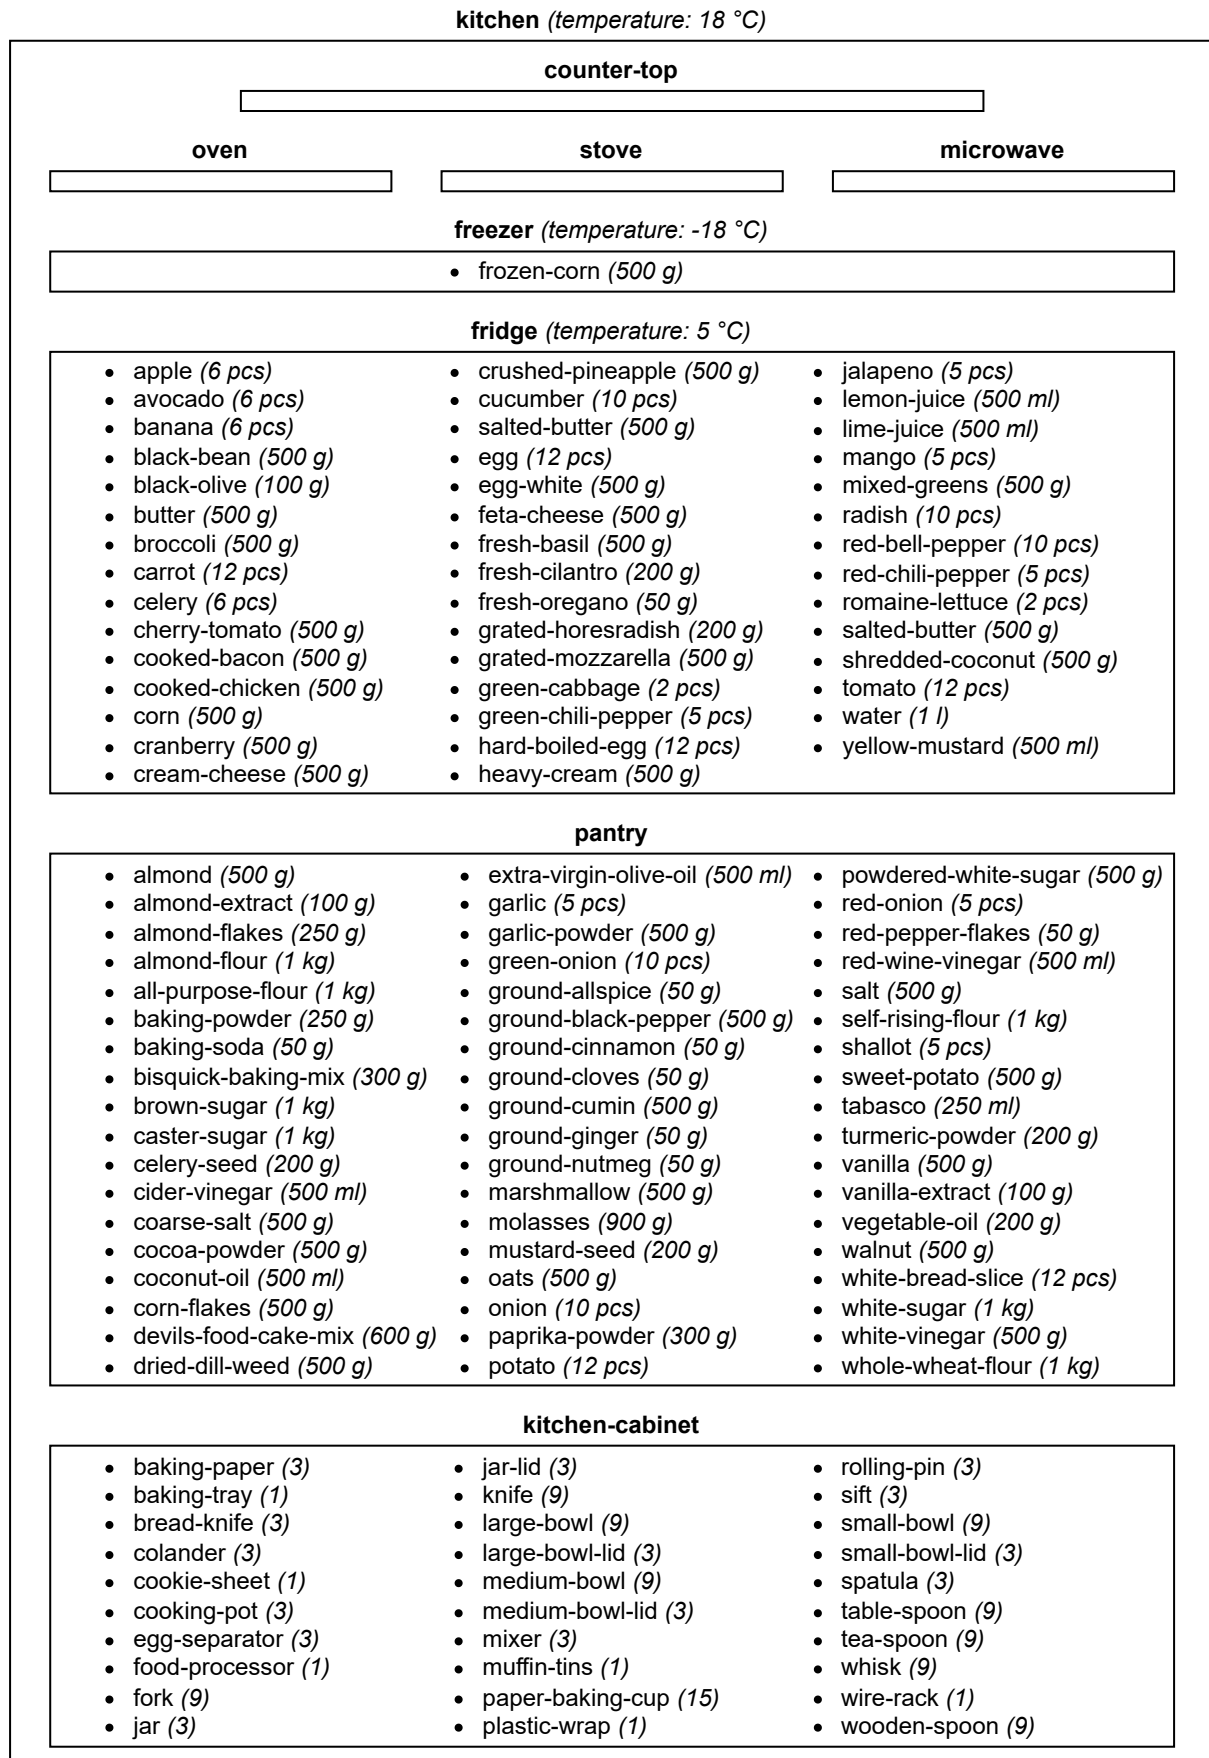 kitchen (temperature: 18 °C)
counter-top
oven
stove
microwave
freezer (temperature: -18 °C)
• frozen-corn (500 g)
fridge (temperature: 5 °C)
• apple (6 pcs)
• avocado (6 pcs)
• banana (6 pcs)
• black-bean (500 g)
• black-olive (100 g)
• butter (500 g)
• broccoli (500 g)
• carrot (12 pcs)
• celery (6 pcs)
• cherry-tomato (500 g)
• cooked-bacon (500 g)
• cooked-chicken (500 g)
• corn (500 g)
• cranberry (500 g)
• cream-cheese (500 g)
• crushed-pineapple (500 g)
• cucumber (10 pcs)
• salted-butter (500 g)
• egg (12 pcs)
• egg-white (500 g)
• feta-cheese (500 g)
• fresh-basil (500 g)
• fresh-cilantro (200 g)
• fresh-oregano (50 g)
• grated-horesradish (200 g)
• grated-mozzarella (500 g)
• green-cabbage (2 pcs)
• green-chili-pepper (5 pcs)
• hard-boiled-egg (12 pcs)
• heavy-cream (500 g)
• jalapeno (5 pcs)
• lemon-juice (500 ml)
• lime-juice (500 ml)
• mango (5 pcs)
• mixed-greens (500 g)
• radish (10 pcs)
• red-bell-pepper (10 pcs)
• red-chili-pepper (5 pcs)
• romaine-lettuce (2 pcs)
• salted-butter (500 g)
• shredded-coconut (500 g)
• tomato (12 pcs)
• water (1 l)
• yellow-mustard (500 ml)
pantry
• almond (500 g)
• almond-extract (100 g)
• almond-flakes (250 g)
• almond-flour (1 kg)
• all-purpose-flour (1 kg)
• baking-powder (250 g)
• baking-soda (50 g)
• bisquick-baking-mix (300 g)
• brown-sugar (1 kg)
• caster-sugar (1 kg)
• celery-seed (200 g)
• cider-vinegar (500 ml)
• coarse-salt (500 g)
• cocoa-powder (500 g)
• coconut-oil (500 ml)
• corn-flakes (500 g)
• devils-food-cake-mix (600 g)
• dried-dill-weed (500 g)
• extra-virgin-olive-oil (500 ml)
• garlic (5 pcs)
• garlic-powder (500 g)
• green-onion (10 pcs)
• ground-allspice (50 g)
• ground-black-pepper (500 g)
• ground-cinnamon (50 g)
• ground-cloves (50 g)
• ground-cumin (500 g)
• ground-ginger (50 g)
• ground-nutmeg (50 g)
• marshmallow (500 g)
• molasses (900 g)
• mustard-seed (200 g)
• oats (500 g)
• onion (10 pcs)
• paprika-powder (300 g)
• potato (12 pcs)
• powdered-white-sugar (500 g)
• red-onion (5 pcs)
• red-pepper-flakes (50 g)
• red-wine-vinegar (500 ml)
• salt (500 g)
• self-rising-flour (1 kg)
• shallot (5 pcs)
• sweet-potato (500 g)
• tabasco (250 ml)
• turmeric-powder (200 g)
• vanilla (500 g)
• vanilla-extract (100 g)
• vegetable-oil (200 g)
• walnut (500 g)
• white-bread-slice (12 pcs)
• white-sugar (1 kg)
• white-vinegar (500 g)
• whole-wheat-flour (1 kg)
kitchen-cabinet
• baking-paper (3)
• baking-tray (1)
• bread-knife (3)
• colander (3)
• cookie-sheet (1)
• cooking-pot (3)
• egg-separator (3)
• food-processor (1)
• fork (9)
• jar (3)
• jar-lid (3)
• knife (9)
• large-bowl (9)
• large-bowl-lid (3)
• medium-bowl (9)
• medium-bowl-lid (3)
• mixer (3)
• muffin-tins (1)
• paper-baking-cup (15)
• plastic-wrap (1)
• rolling-pin (3)
• sift (3)
• small-bowl (9)
• small-bowl-lid (3)
• spatula (3)
• table-spoon (9)
• tea-spoon (9)
• whisk (9)
• wire-rack (1)
• wooden-spoon (9)